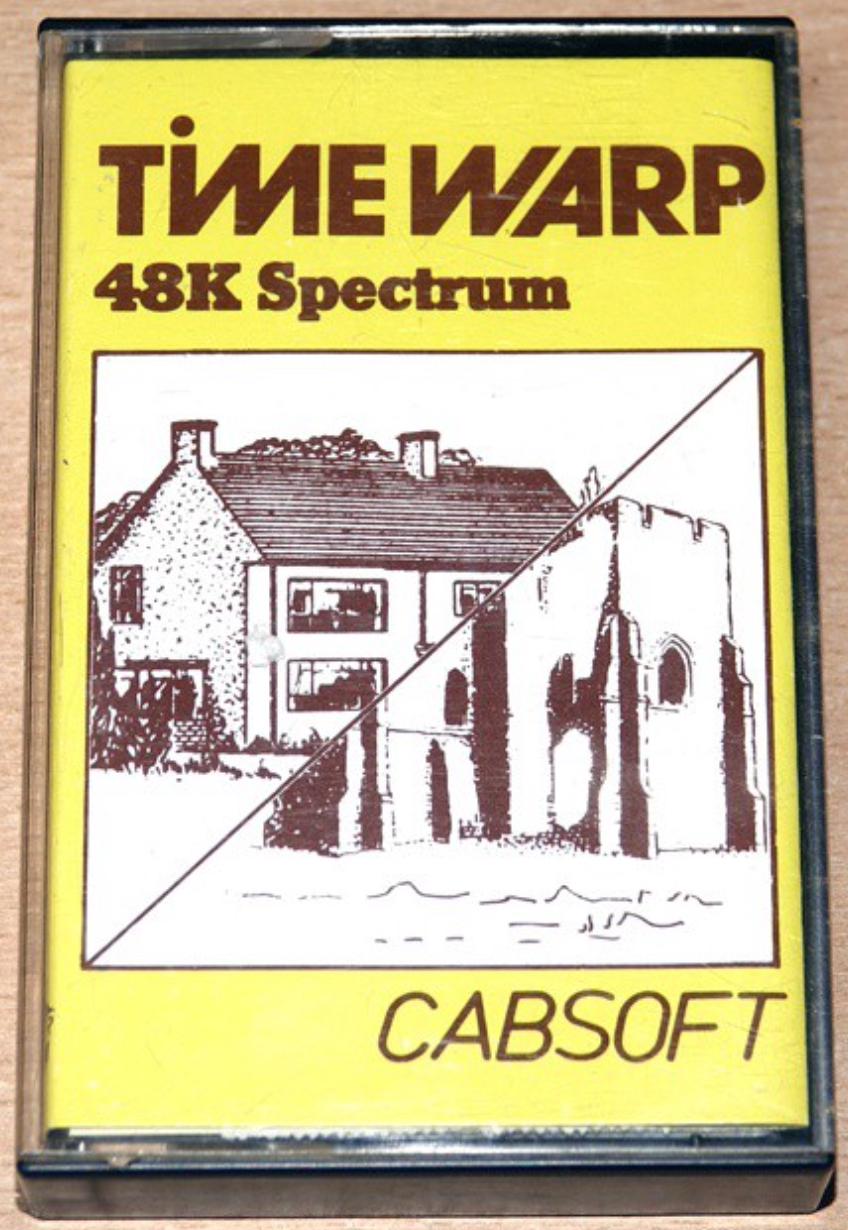 TiME WARP
48K Spectrum
CABSOFT